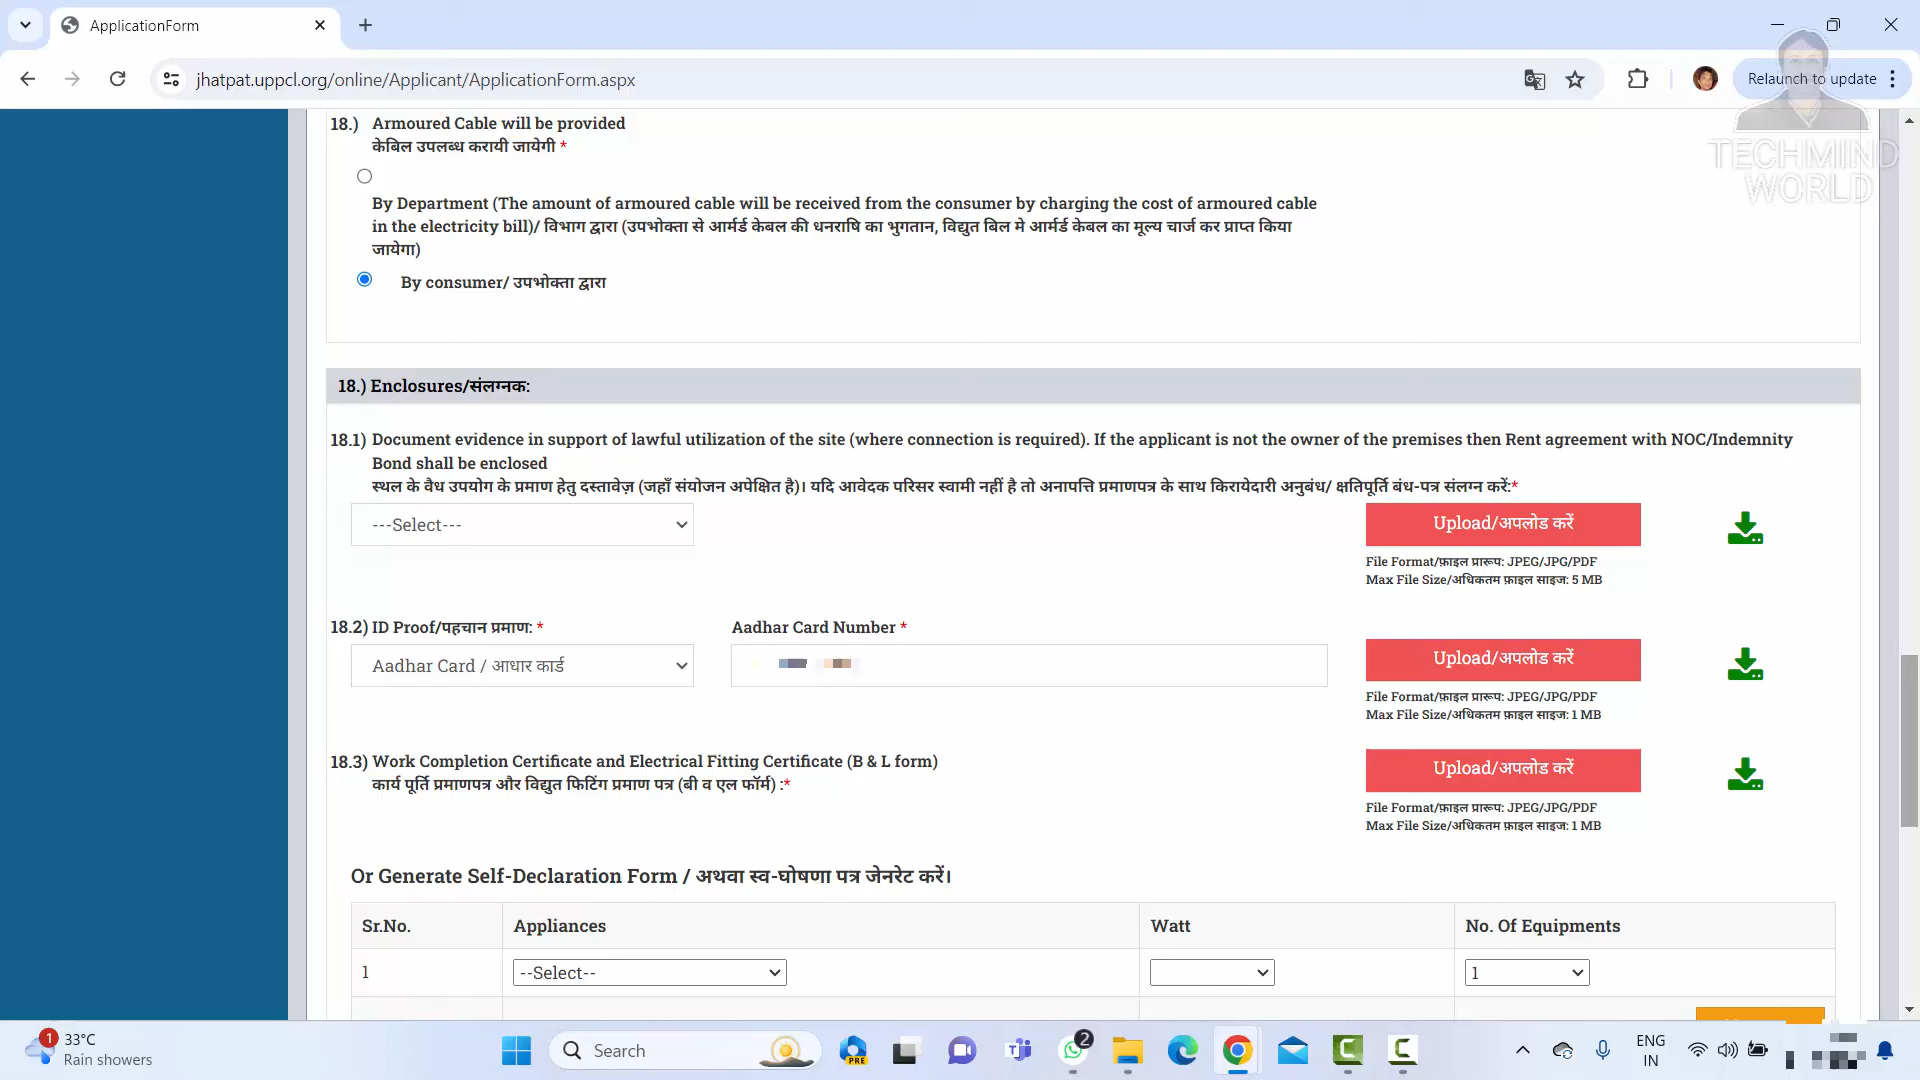 ApplicationForm
jhatpat.uppcl.org/online/Applicant/ApplicationForm.aspx
Relaunch to update
TECHMIND
WORLD
18.) Armoured Cable will be provided
केबिल उपलब्ध करायी जायेगी *
By Department (The amount of armoured cable will be received from the consumer by charging the cost of armoured cable
in the electricity bill)/ विभाग द्वारा (उपभोक्ता से आर्मर्ड केबल की धनराषि का भुगतान, विद्युत बिल मे आर्मर्ड केबल का मूल्य चार्ज कर प्राप्त किया
जायेगा)
By consumer/ उपभोक्ता द्वारा
18.) Enclosures/संलग्नक:
18.1) Document evidence in support of lawful utilization of the site (where connection is required). If the applicant is not the owner of the premises then Rent agreement with NOC/Indemnity
Bond shall be enclosed
स्थल के वैध उपयोग के प्रमाण हेतु दस्तावेज़ (जहाँ संयोजन अपेक्षित है)। यदि आवेदक परिसर स्वामी नहीं है तो अनापत्ति प्रमाणपत्र के साथ किरायेदारी अनुबंध/ क्षतिपूर्ति बंध-पत्र संलग्न करें:*
---Select---
Upload/अपलोड करें
File Format/फ़ाइल प्रारूप: JPEG/JPG/PDF
Max File Size/अधिकतम फ़ाइल साइज: 5 MB
18.2) ID Proof/पहचान प्रमाण: *
Aadhar Card Number *
Aadhar Card / आधार कार्ड
Upload/अपलोड करें
File Format/फ़ाइल प्रारूप: JPEG/JPG/PDF
Max File Size/अधिकतम फ़ाइल साइज: 1 MB
18.3) Work Completion Certificate and Electrical Fitting Certificate (B & L form)
कार्य पूर्ति प्रमाणपत्र और विद्युत फिटिंग प्रमाण पत्र (बी व एल फॉर्म) :*
Upload/अपलोड करें
File Format/फ़ाइल प्रारूप: JPEG/JPG/PDF
Max File Size/अधिकतम फ़ाइल साइज: 1 MB
Or Generate Self-Declaration Form / अथवा स्व-घोषणा पत्र जेनरेट करें।
Sr.No. Appliances Watt No. Of Equipments
1 --Select-- 1
1
33°C
Rain showers
Search
PRE
2
ENG
IN